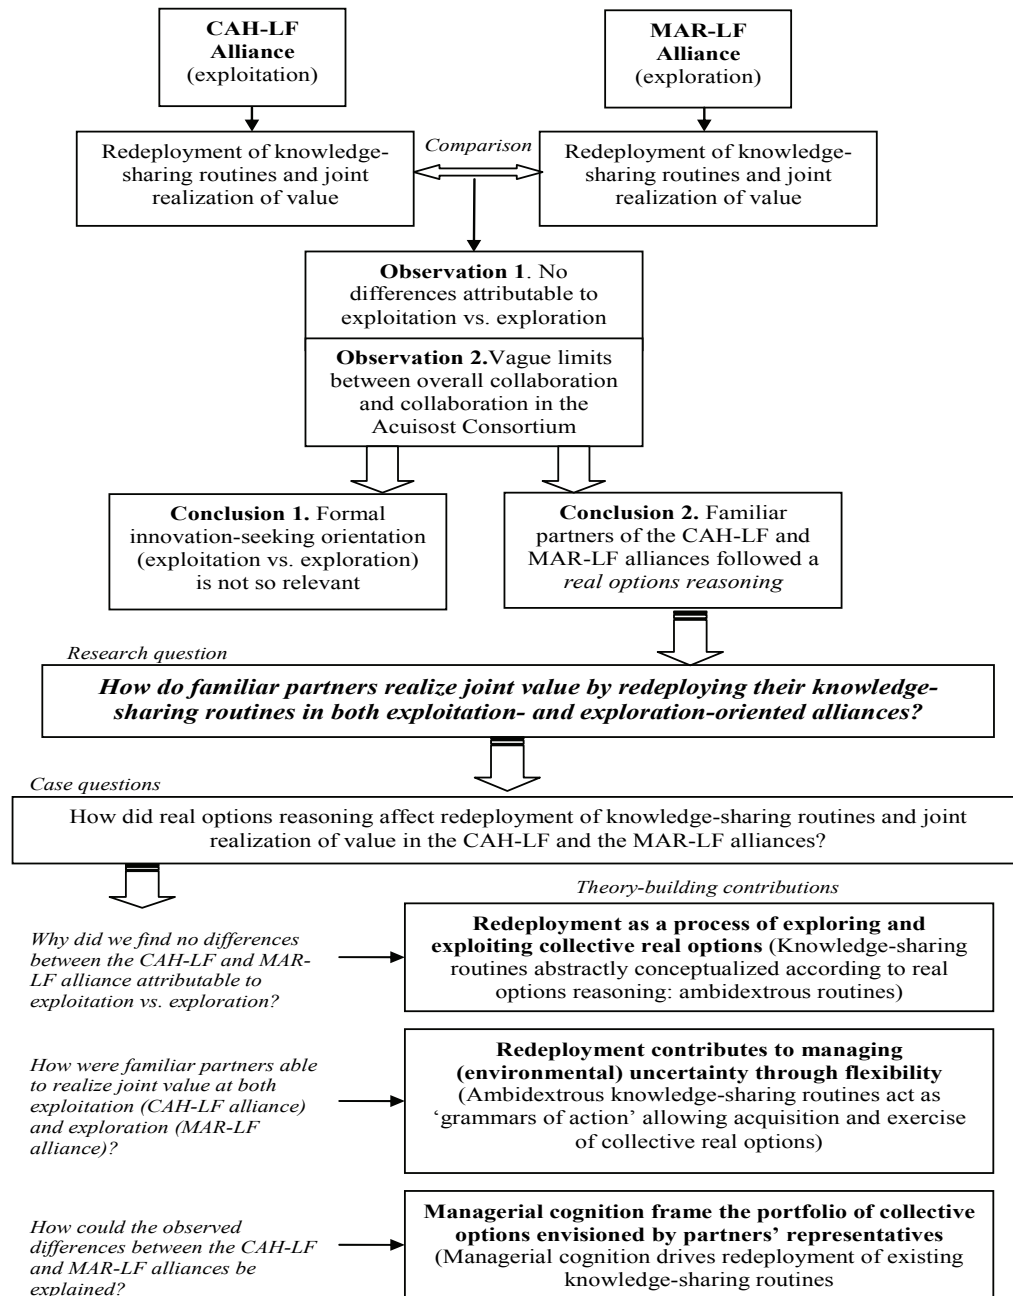 CAH-LF
Alliance
(exploitation)
MAR-LF
Alliance
(exploration)
Redeployment of knowledge-
sharing routines and joint
realization of value
Comparison
Redeployment of knowledge-
sharing routines and joint
realization of value
Observation 1. No
differences attributable to
exploitation vs. exploration
Observation 2.Vague limits
between overall collaboration
and collaboration in the
Acuisost Consortium
Conclusion 1. Formal
innovation-seeking orientation
(exploitation vs. exploration)
is not so relevant
Conclusion 2. Familiar
partners of the CAH-LF and
MAR-LF alliances followed a
real options reasoning
Research question
How do familiar partners realize joint value by redeploying their knowledge-
sharing routines in both exploitation- and exploration-oriented alliances?
Case questions
How did real options reasoning affect redeployment of knowledge-sharing routines and joint
realization of value in the CAH-LF and the MAR-LF alliances?
Theory-building contributions
Why did we find no differences
between the CAH-LF and MAR-
LF alliance attributable to
exploitation vs. exploration?
Redeployment as a process of exploring and
exploiting collective real options (Knowledge-sharing
routines abstractly conceptualized according to real
options reasoning: ambidextrous routines)
How were familiar partners able
to realize joint value at both
exploitation (CAH-LF alliance)
and exploration (MAR-LF
alliance)?
Redeployment contributes to managing
(environmental) uncertainty through flexibility
(Ambidextrous knowledge-sharing routines act as
‘grammars of action’ allowing acquisition and exercise
of collective real options)
How could the observed
differences between the CAH-LF
and MAR-LF alliances be
explained?
Managerial cognition frame the portfolio of collective
options envisioned by partners’ representatives
(Managerial cognition drives redeployment of existing
knowledge-sharing routines